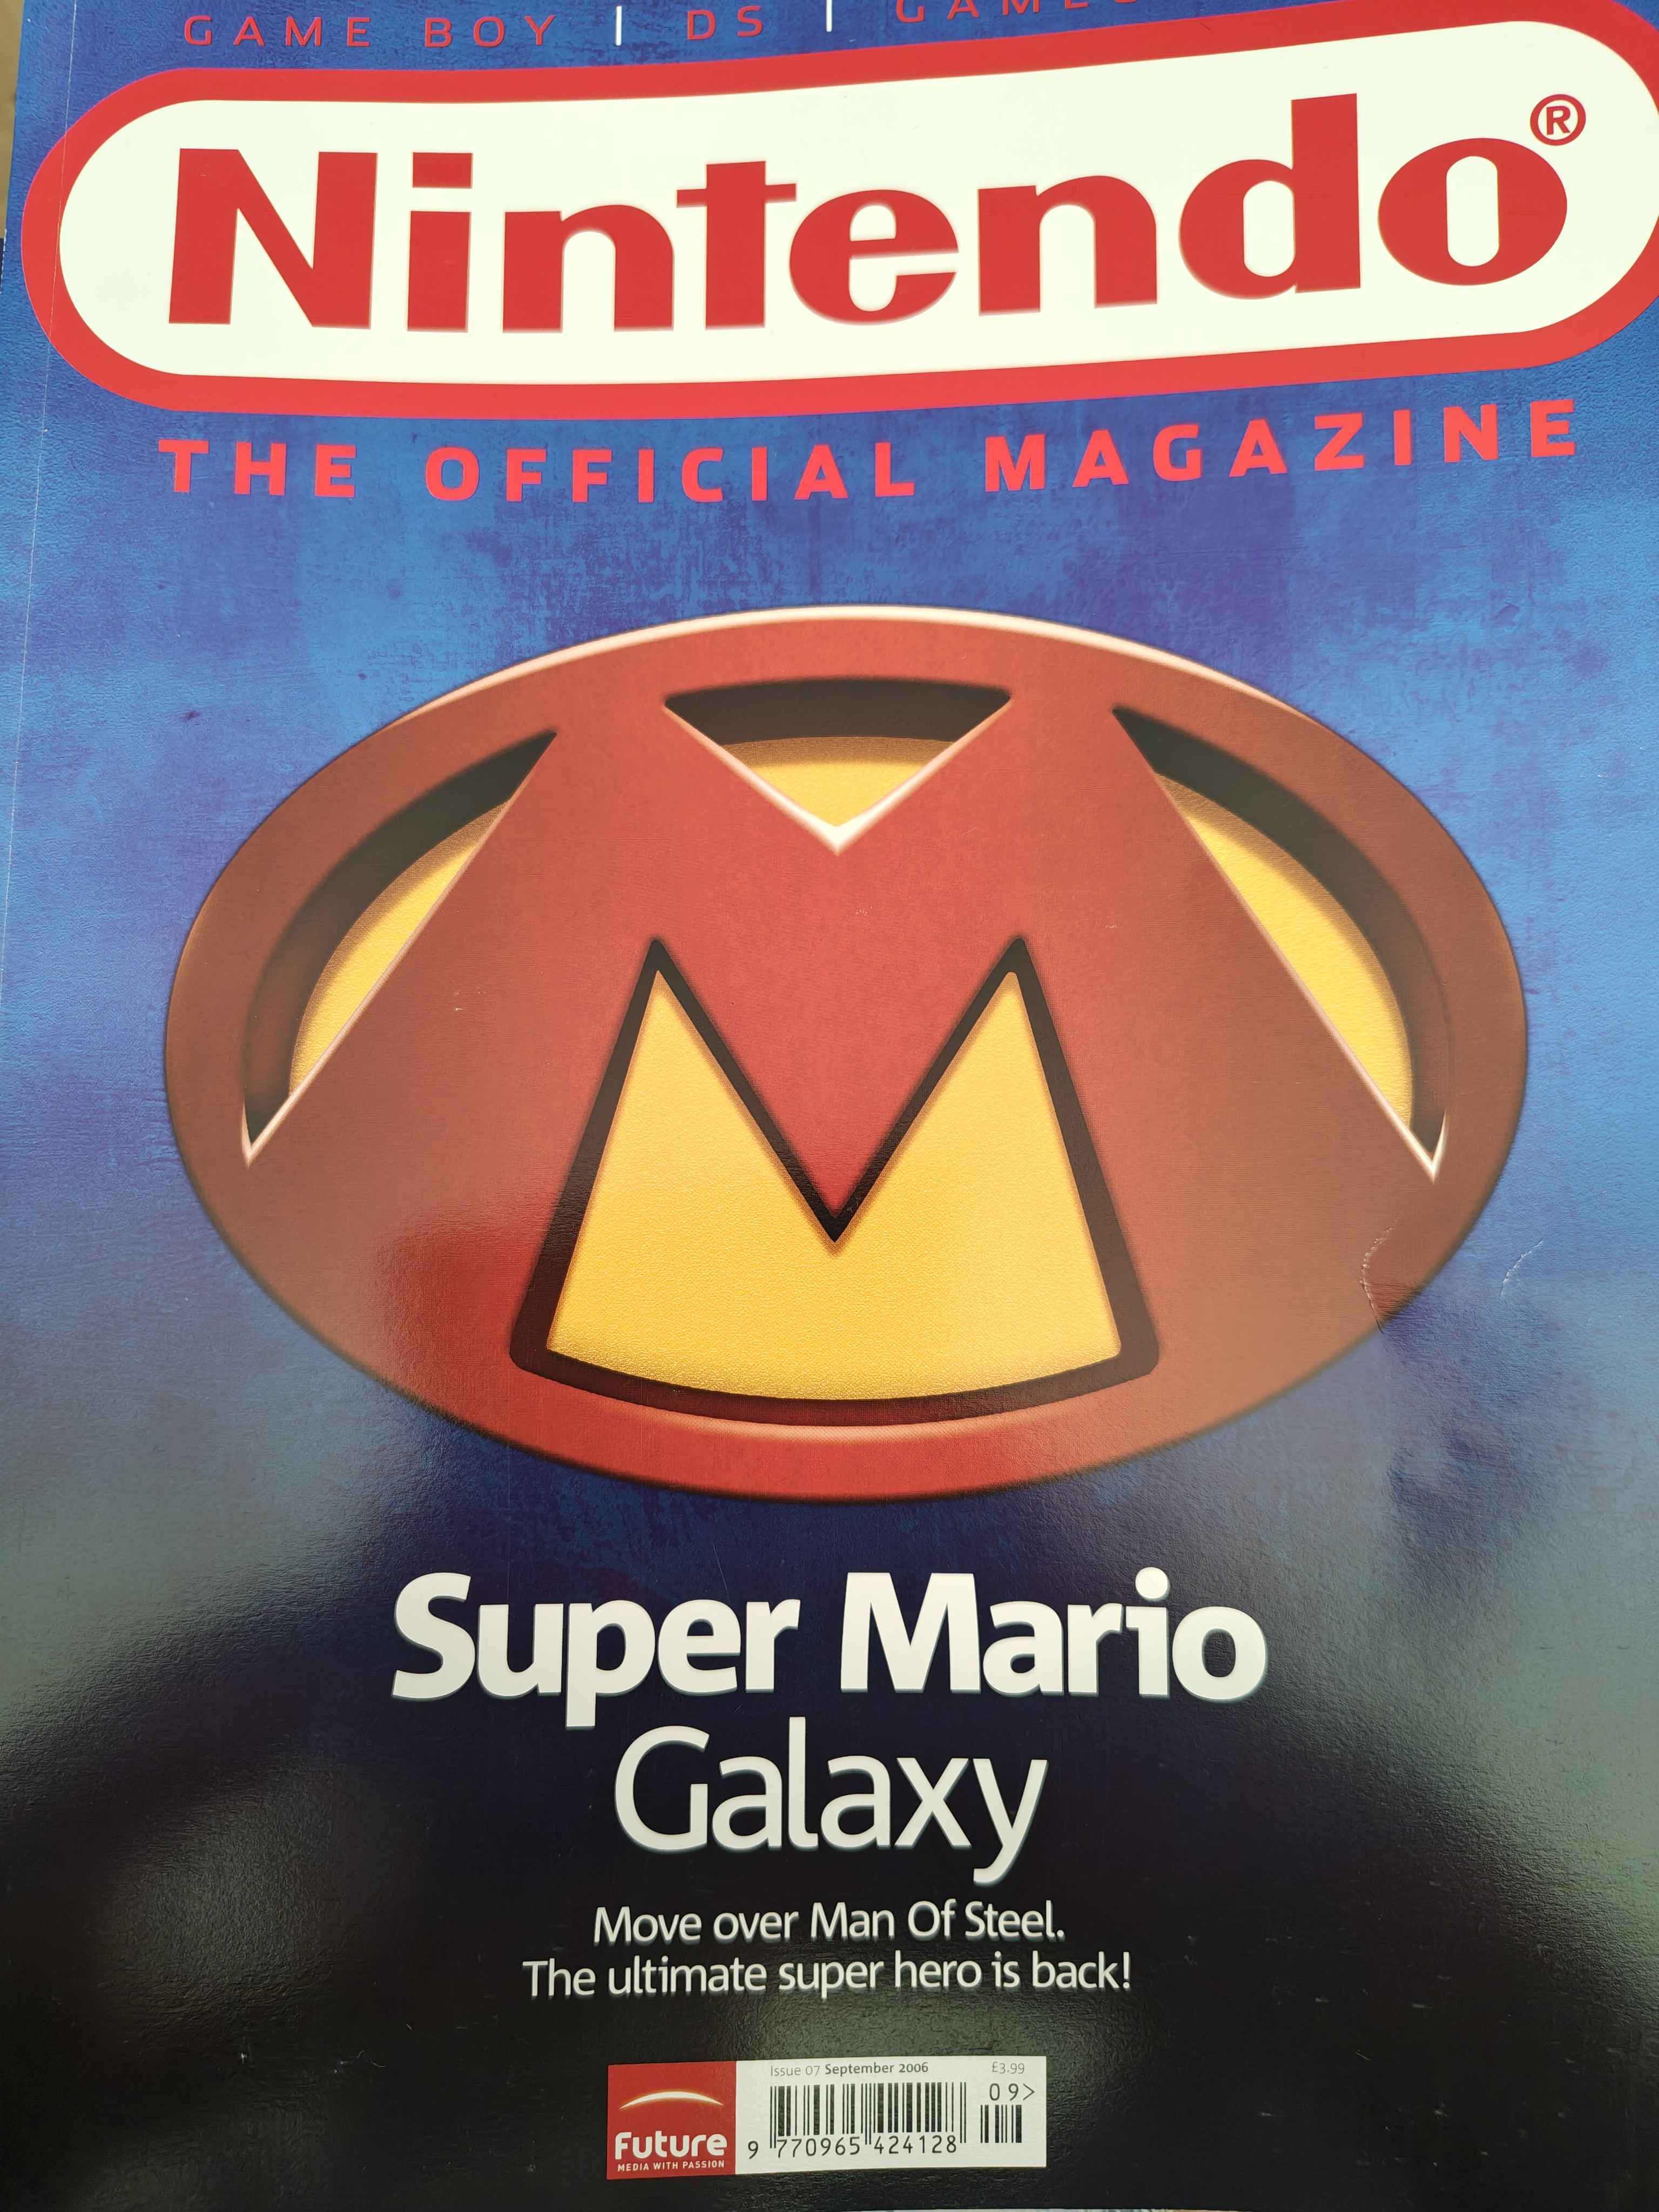 GAME BOY | DS |
Nintendo®
THE OFFICIAL MAGAZINE
M
Super Mario
Galaxy
Move over Man Of Steel.
The ultimate super hero is back!
Issue 07 September 2006 £3.99
09>
9 770965 424128
Future
MEDIA WITH PASSION